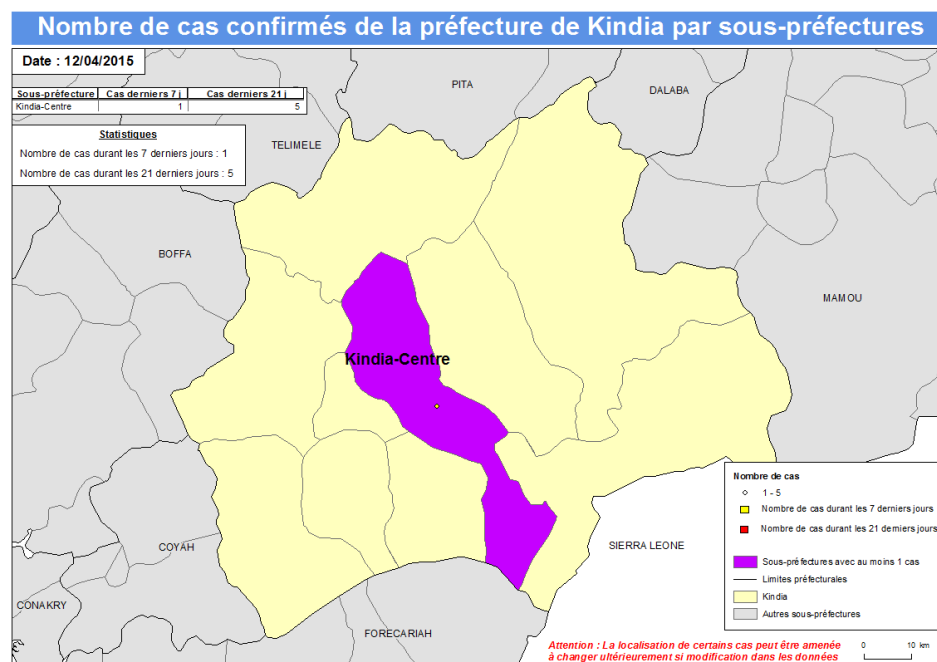 Nombre de cas confirmés de la préfecture de Kindia par sous-préfectures
Date : 12/04/2015
Sous-préfecture Cas derniers 7 j Cas derniers 21 j
Kindia-Centre 1 5
Statistiques
Nombre de cas durant les 7 derniers jours : 1
Nombre de cas durant les 21 derniers jours : 5
PITA
DALABA
TELIMELE
BOFFA
MAMOU
Kindia-Centre
COYAH
SIERRA LEONE
CONAKRY
FORECARIAH
Nombre de cas
1 - 5
Nombre de cas durant les 7 derniers jours
Nombre de cas durant les 21 derniers jours
Sous-préfectures avec au moins 1 cas
Limites préfecturales
Kindia
Autres sous-préfectures
Attention : La localisation de certains cas peut être amenée
à changer ultérieurement si modification dans les données
0 10 km